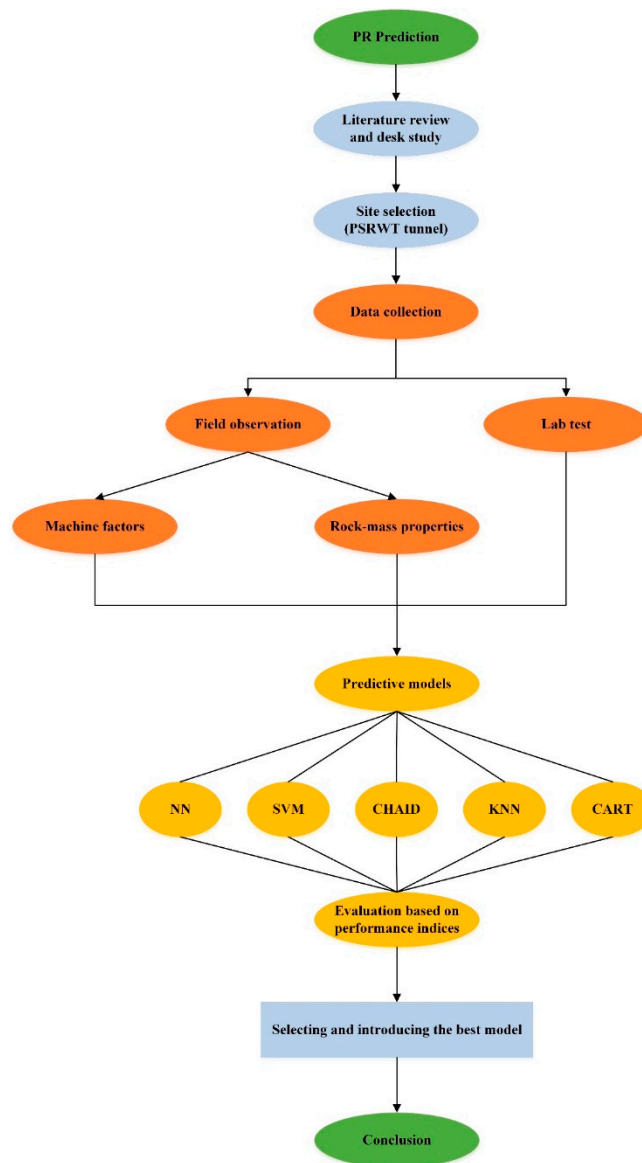 PR Prediction
Literature review
and desk study
Site selection
(PSRWT tunnel)
Data collection
Field observation
Lab test
Machine factors
Rock-mass properties
Predictive models
NN
SVM
CHAID
KNN
CART
Evaluation based on
performance indices
Selecting and introducing the best model
Conclusion